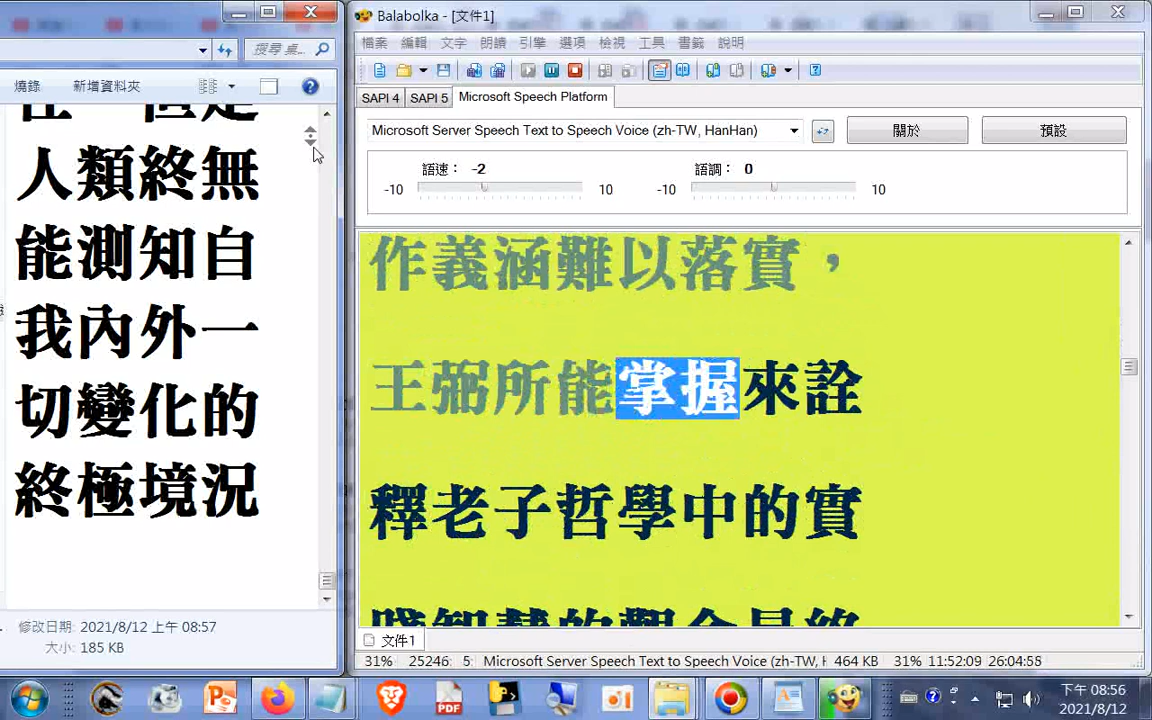 搜尋 桌...
燒錄
新增資料夾
人類終無
能測知自
我內外一
切變化的
終極境況
修改日期: 2021/8/12 上午 08:57
大小: 185 KB
Balabolka - [文件1]
檔案 編輯 文字 朗讀 引擎 選項 檢視 工具 書籤 說明
SAPI 4 SAPI 5 Microsoft Speech Platform
Microsoft Server Speech Text to Speech Voice (zh-TW, HanHan)
關於
預設
語速： -2
-10 10
語調： 0
-10 10
作義涵難以落實，
王弼所能掌握來詮
釋老子哲學中的實
踐智慧的觀念是終
文件1
31% 25246: 5: Microsoft Server Speech Text to Speech Voice (zh-TW, H 464 KB 31% 11:52:09 26:04:58
下午 08:56
2021/8/12